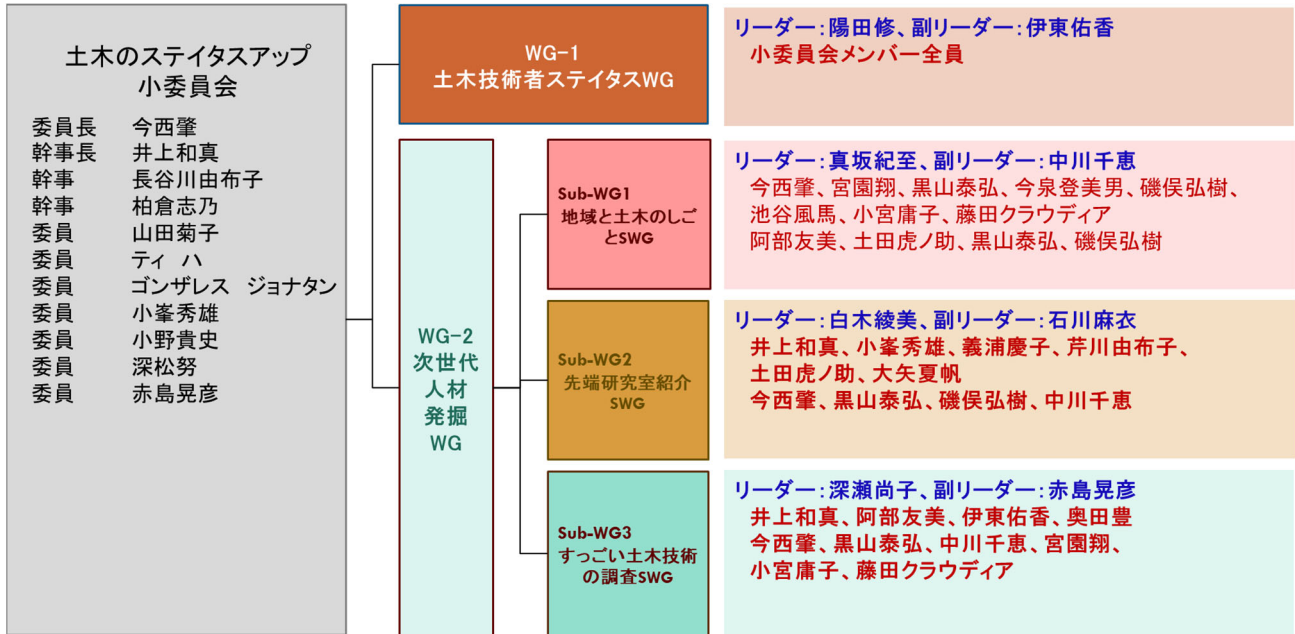 土木のステイタスアップ
小委員会
委員長 今西肇
幹事長 井上和真
幹事 長谷川由布子
幹事 柏倉志乃
委員 山田菊子
委員 ティ ハ
委員 ゴンザレス ジョナタン
委員 小峯秀雄
委員 小野貴史
委員 深松努
委員 赤島晃彦
WG-1
土木技術者ステイタスWG
リーダー:陽田修、副リーダー:伊東佑香
小委員会メンバー全員
WG-2
次世代
人材
発掘
WG
Sub-WG1
地域と土木のしご
とSWG
リーダー:真坂紀至、副リーダー:中川千恵
今西肇、宮園翔、黒山泰弘、今泉登美男、磯俣弘樹、
池谷風馬、小宮庸子、藤田クラウディア
阿部友美、土田虎ノ助、黒山泰弘、磯俣弘樹
Sub-WG2
先端研究室紹介
SWG
リーダー:白木綾美、副リーダー:石川麻衣
井上和真、小峯秀雄、義浦慶子、芹川由布子、
土田虎ノ助、大矢夏帆
今西肇、黒山泰弘、磯俣弘樹、中川千恵
Sub-WG3
すっごい土木技術
の調査SWG
リーダー:深瀬尚子、副リーダー:赤島晃彦
井上和真、阿部友美、伊東佑香、奥田豊
今西肇、黒山泰弘、中川千恵、宮園翔、
小宮庸子、藤田クラウディア